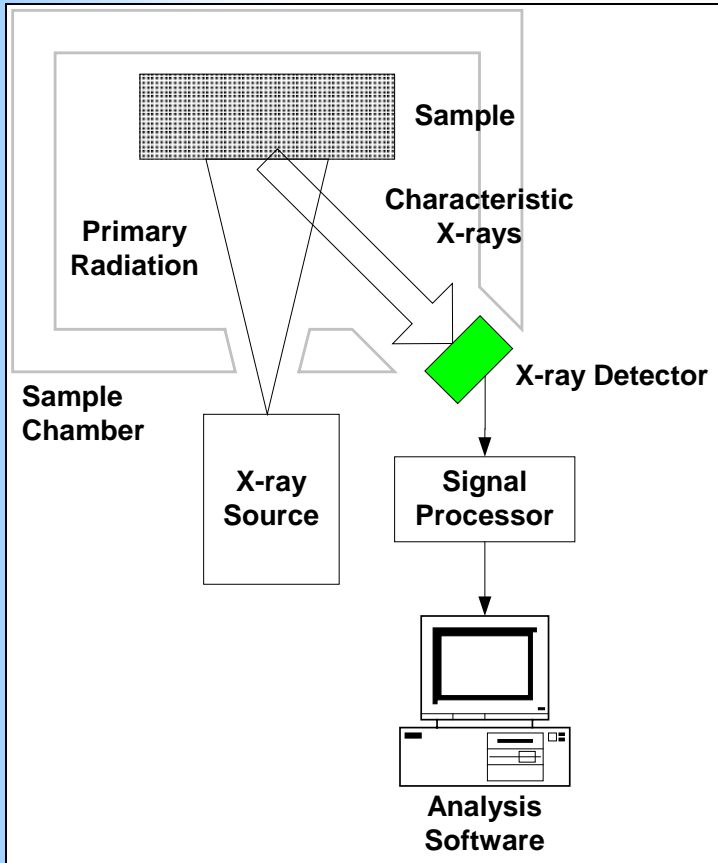 Sample
Characteristic
X-rays
Primary
Radiation
X-ray Detector
Sample
Chamber
X-ray
Source
Signal
Processor
Analysis
Software